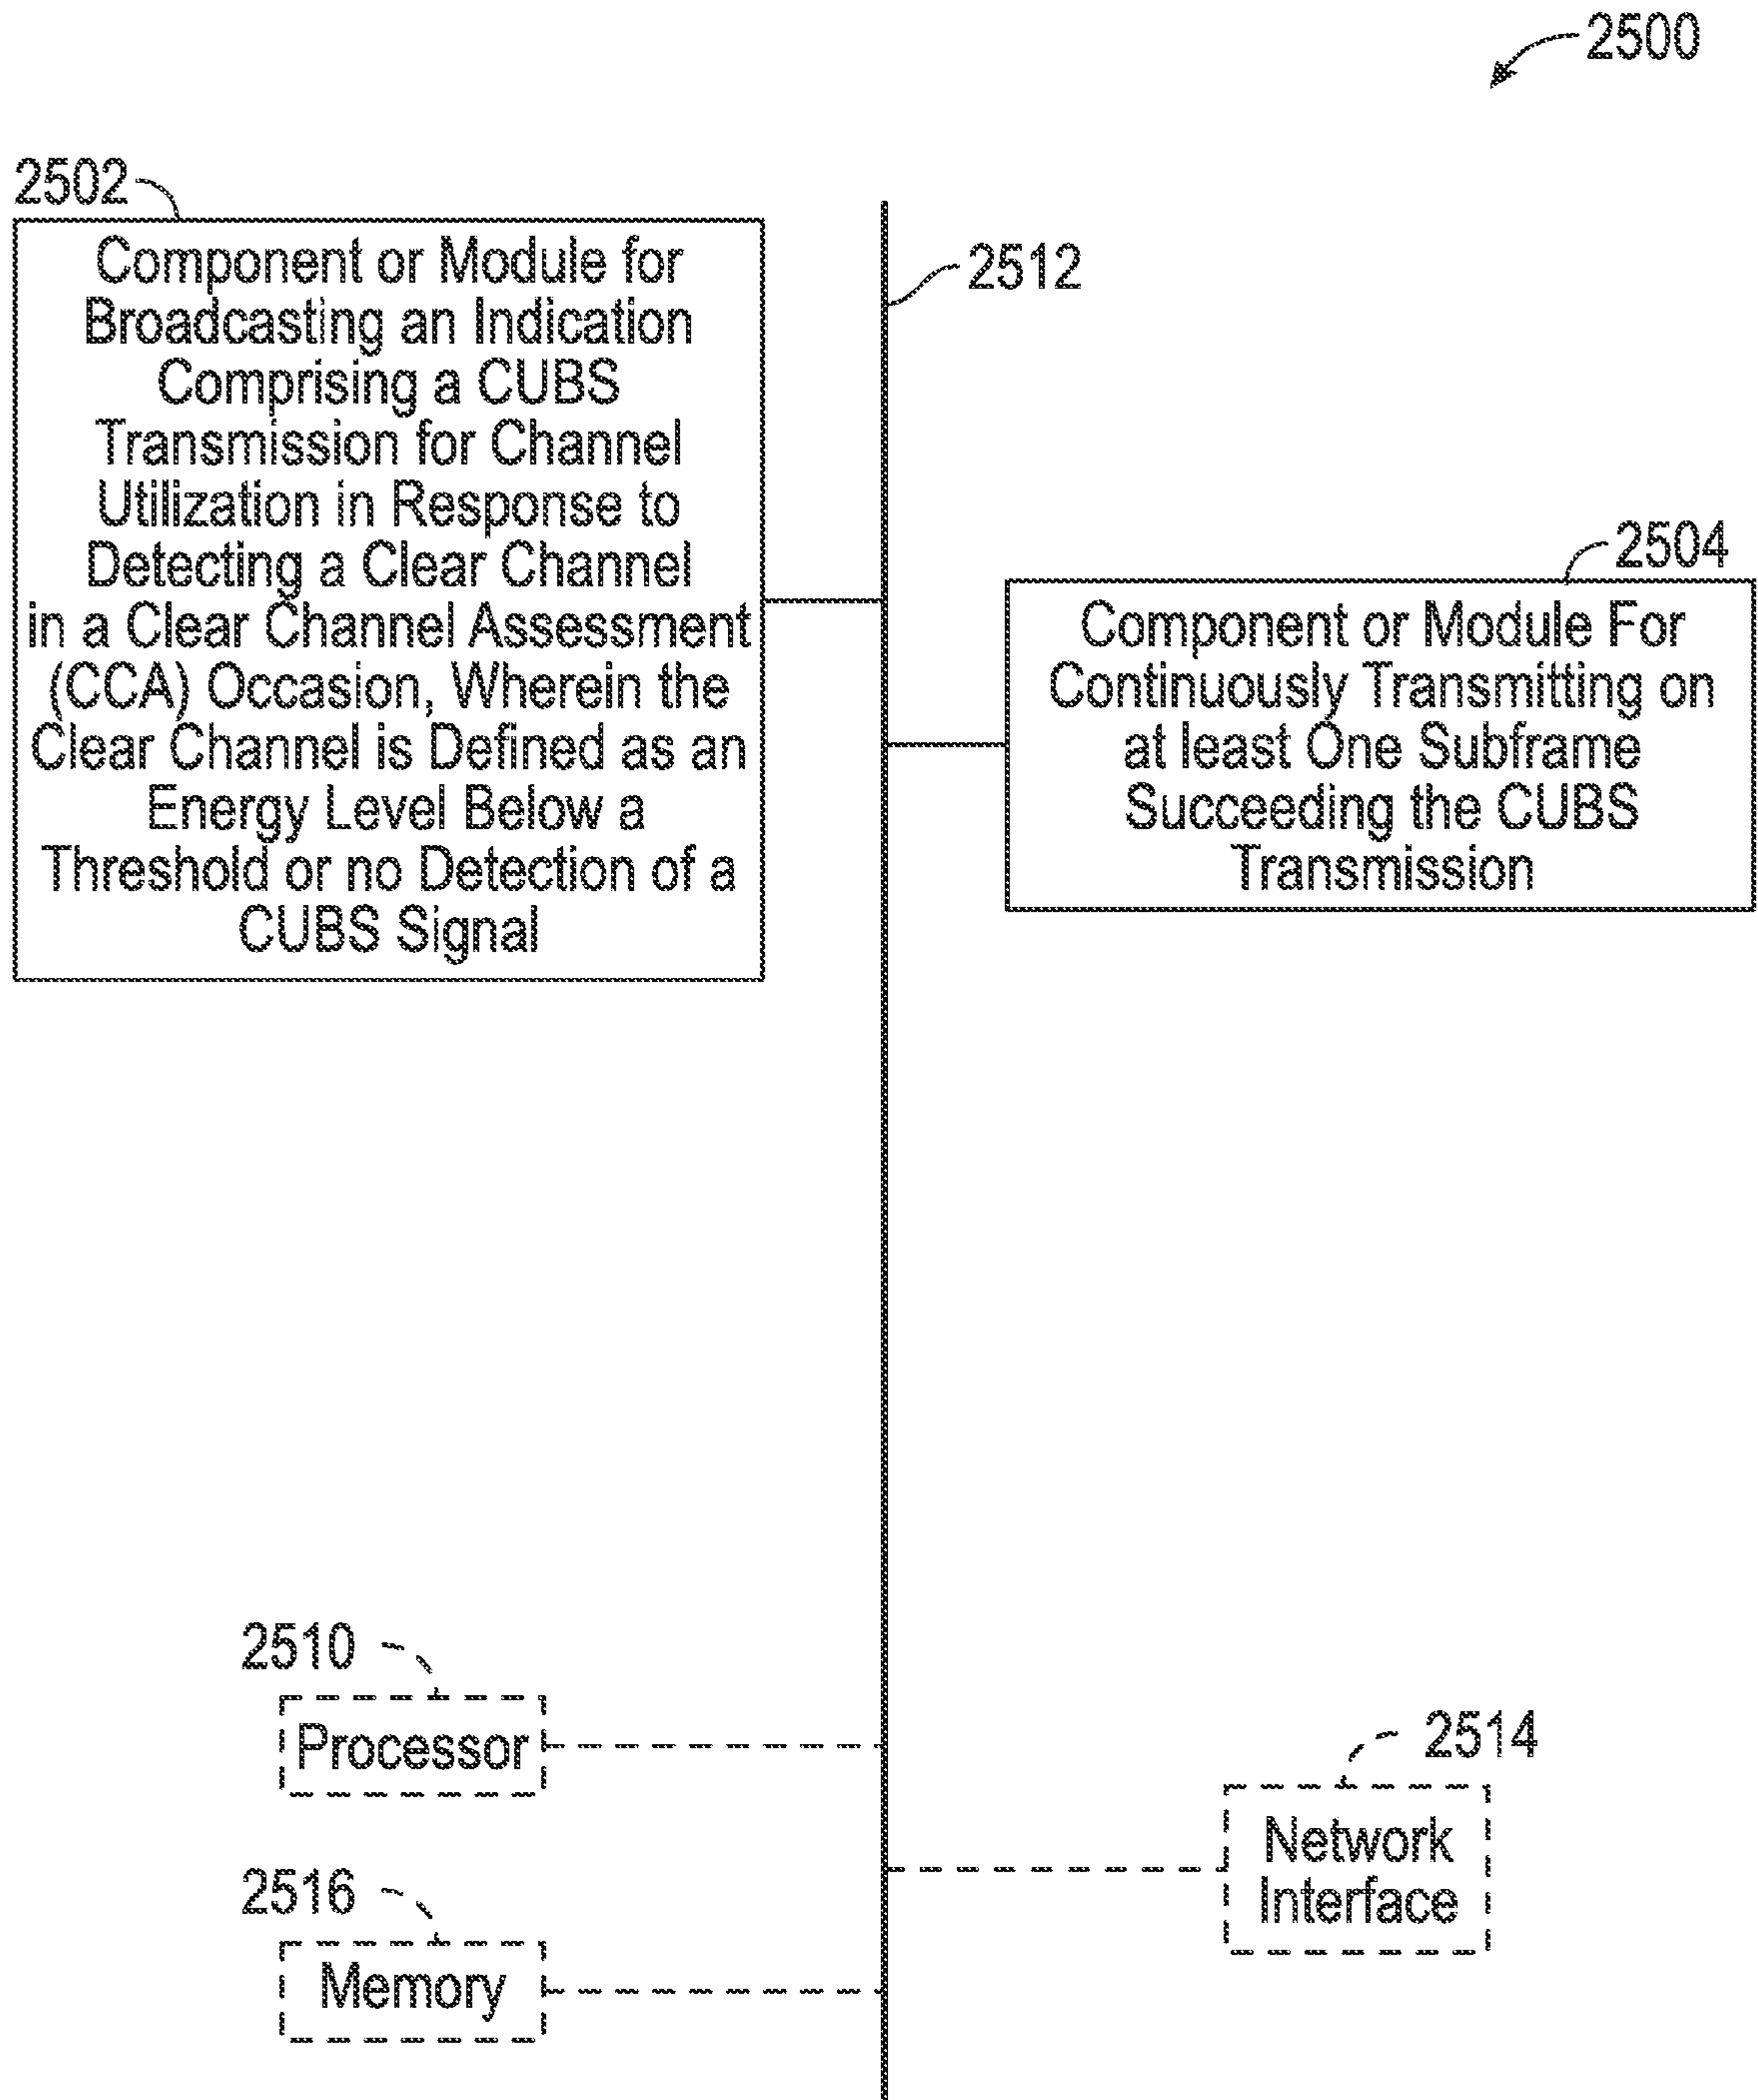 2500
2502
Component or Module for
Broadcasting an Indication
Comprising a CUBS
Transmission for Channel
Utilization in Response to
Detecting a Clear Channel
in a Clear Channel Assessment
(CCA) Occasion, Wherein the
Clear Channel is Defined as an
Energy Level Below a
Threshold or no Detection of a
CUBS Signal
2512
2504
Component or Module For
Continuously Transmitting on
at least One Subframe
Succeeding the CUBS
Transmission
2510
Processor
2514
Network
Interface
2516
Memory